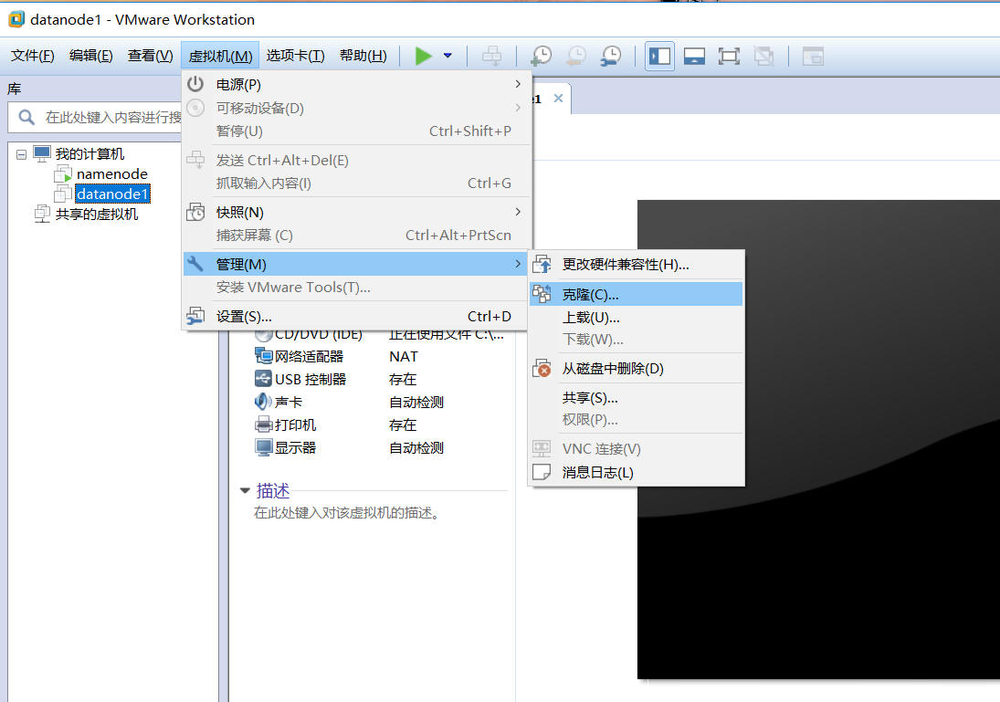 datanode1 - VMware Workstation
文件(F) 编辑(E) 查看(V) 虚拟机(M) 选项卡(T) 帮助(H)
库
在此处键入内容进行搜
我的计算机
namenode
datanode1
共享的虚拟机
电源(P)
可移动设备(D)
暂停(U) Ctrl+Shift+P
发送 Ctrl+Alt+Del(E)
抓取输入内容(I) Ctrl+G
快照(N)
捕获屏幕 (C) Ctrl+Alt+PrtScn
管理(M)
安装 VMware Tools(T)...
设置(S)... Ctrl+D
e1
更改硬件兼容性(H)...
克隆(C)...
上载(U)...
下载(W)...
从磁盘中删除(D)
共享(S)...
权限(P)...
VNC 连接(V)
消息日志(L)
CD/DVD (IDE) 正在使用文件 C:\...
网络适配器 NAT
USB 控制器 存在
声卡 自动检测
打印机 存在
显示器 自动检测
描述
在此处键入对该虚拟机的描述。